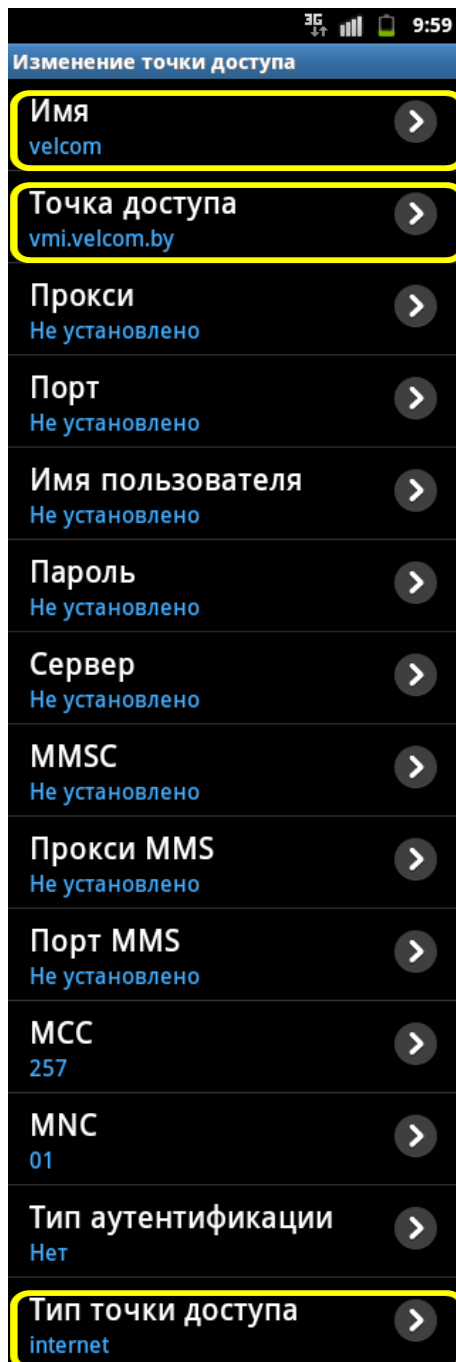 3G 9:59
Изменение точки доступа
Имя
velcom
Точка доступа
vmi.velcom.by
Прокси
Не установлено
Порт
Не установлено
Имя пользователя
Не установлено
Пароль
Не установлено
Сервер
Не установлено
MMSC
Не установлено
Прокси MMS
Не установлено
Порт MMS
Не установлено
MCC
257
MNC
01
Тип аутентификации
Нет
Тип точки доступа
internet